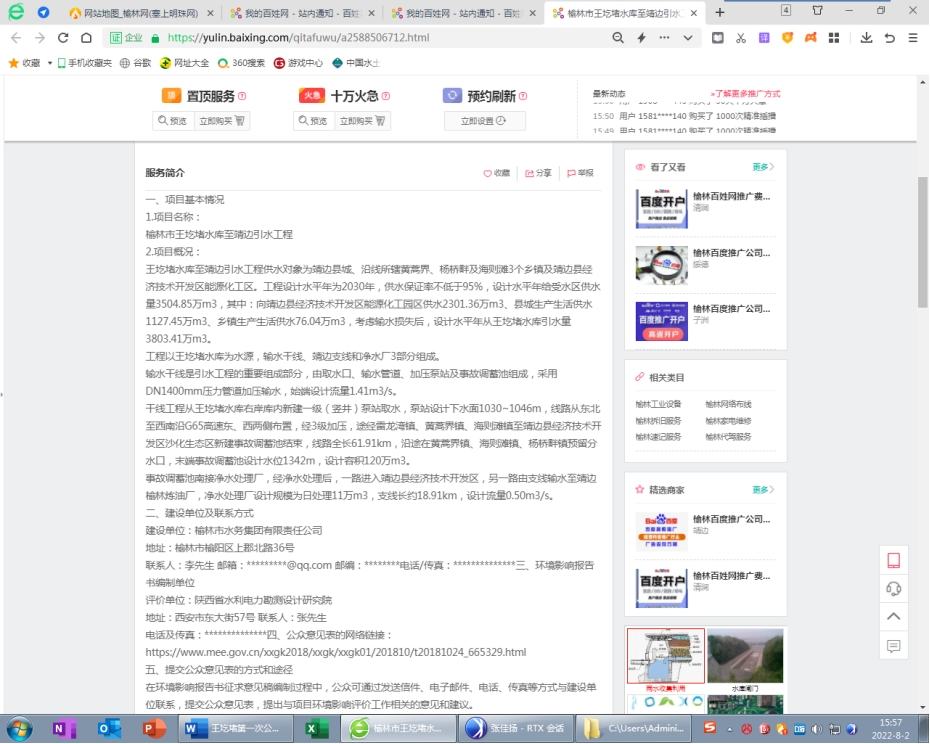 网站地图_榆林网(塞上明珠网)
我的百姓网 - 站内通知 - 百姓
我的百姓网 - 站内通知 - 百姓
榆林市王圪堵水库至靖边引水
4
证 企业 https://yulin.baixing.com/qitafuwu/a2588506712.html
收藏 手机收藏夹 谷歌 网址大全 360搜索 游戏中心 中国水土
顶 置顶服务
火急 十万火急
预约刷新
最新动态
»了解更多推广方式
预览 立即购买
预览 立即购买
立即设置
15:50 用户 1581****140 购买了 1000次精准插播
15:49 用户 1581****140 购买了 1000次精准插播
服务简介
收藏 分享 举报
一、项目基本情况
1.项目名称：
榆林市王圪堵水库至靖边引水工程
2.项目概况：
王圪堵水库至靖边引水工程供水对象为靖边县城、沿线所辖黄蒿界、杨桥畔及海则滩3个乡镇及靖边县经
济技术开发区能源化工区。工程设计水平年为2030年，供水保证率不低于95%，设计水平年给受水区供水
量3504.85万m3，其中：向靖边县经济技术开发区能源化工园区供水2301.36万m3、县城生产生活供水
1127.45万m3、乡镇生产生活供水76.04万m3，考虑输水损失后，设计水平年从王圪堵水库引水量
3803.41万m3。
工程以王圪堵水库为水源，输水干线、靖边支线和净水厂3部分组成。
输水干线是引水工程的重要组成部分，由取水口、输水管道、加压泵站及事故调蓄池组成，采用
DN1400mm压力管道加压输水，始端设计流量1.41m3/s。
干线工程从王圪堵水库右岸库内新建一级（竖井）泵站取水，泵站设计下水面1030~1046m，线路从东北
至西南沿G65高速东、西两侧布置，经3级加压，途经雷龙湾镇、黄蒿界镇、海则滩镇至靖边县经济技术开
发区沙化生态区新建事故调蓄池结束，线路全长61.91km，沿途在黄蒿界镇、海则滩镇、杨桥畔镇预留分
水口，末端事故调蓄池设计水位1342m，设计容积120万m3。
事故调蓄池南接净水处理厂，经净水处理后，一路进入靖边县经济技术开发区，另一路由支线输水至靖边
榆林炼油厂，净水处理厂设计规模为日处理11万m3，支线长约18.91km，设计流量0.50m3/s。
二、建设单位及联系方式
建设单位：榆林市水务集团有限责任公司
地址：榆林市榆阳区上郡北路36号
联系人：李先生 邮箱：*********@qq.com 邮编：********电话/传真：**************三、环境影响报告
书编制单位
评价单位：陕西省水利电力勘测设计研究院
地址：西安市东大街57号 联系人：张先生
电话及传真：**************四、公众意见表的网络链接：
https://www.mee.gov.cn/xxgk2018/xxgk/xxgk01/201810/t20181024_665329.html
五、提交公众意见表的方式和途径
在环境影响报告书征求意见稿编制过程中，公众可通过发送信件、电子邮件、电话、传真等方式与建设单
位联系，提交公众意见表，提出与项目环境影响评价工作相关的意见和建议。
看了又看 更多
百度开户
榆林百姓网推广费...
清涧
榆林百度推广公司...
绥德
百度推广开户
高返开户
榆林百度推广公司...
子洲
相关类目
榆林工业设备 榆林网络布线
榆林拆旧服务 榆林家电维修
榆林速记服务 榆林代驾服务
精选商家 更多
Bai百度
榆林百度推广公司...
靖边
百度开户
榆林百姓网推广费...
清涧
雨水收集利用
水库闸门
王圪堵第一次公...
榆林市王圪堵水...
张佳扬 - RTX 会话
C:\Users\Admini...
15:57
2022-8-2